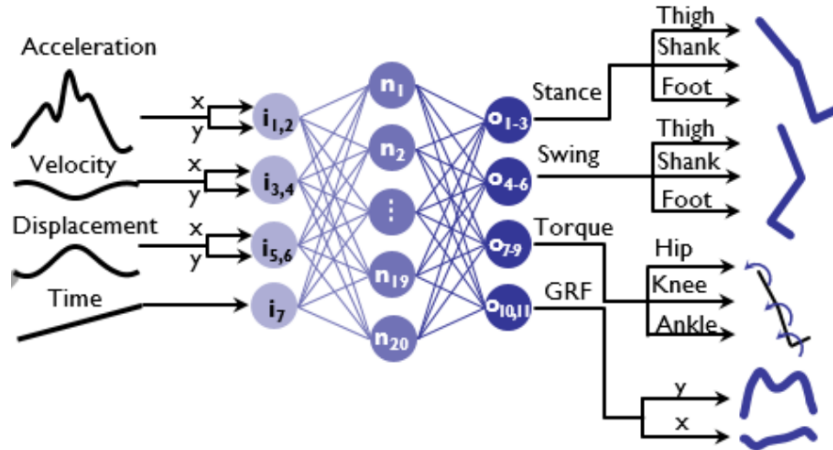 Acceleration
x
y
i1,2
Velocity
x
y
i3,4
Displacement
x
y
i5,6
Time
i7
n1
n2
⋮
n19
n20
o1-3
o4-6
o7-9
o10,11
Stance
Thigh
Shank
Foot
Swing
Thigh
Shank
Foot
Torque
Hip
Knee
Ankle
GRF
y
x